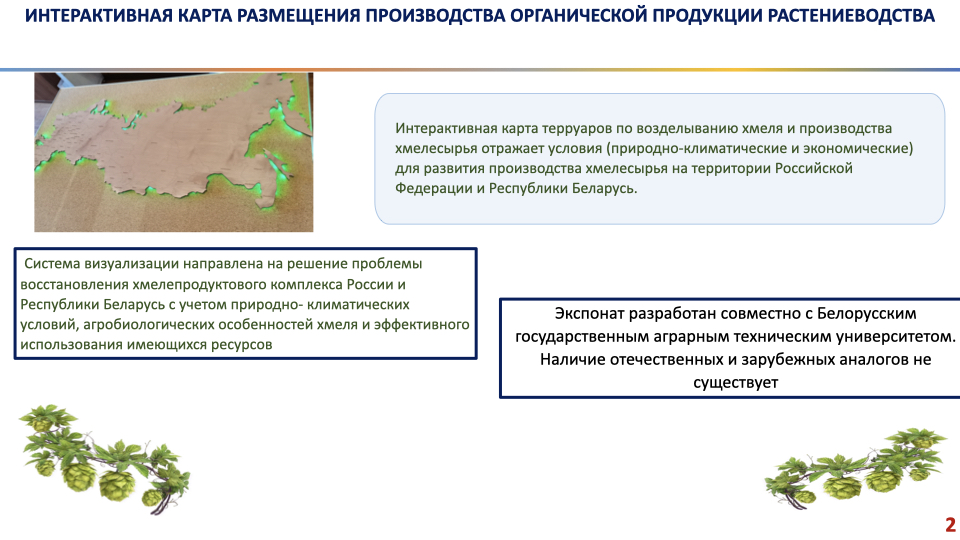 ИНТЕРАКТИВНАЯ КАРТА РАЗМЕЩЕНИЯ ПРОИЗВОДСТВА ОРГАНИЧЕСКОЙ ПРОДУКЦИИ РАСТЕНИЕВОДСТВА
Интерактивная карта терруаров по возделыванию хмеля и производства
хмелесырья отражает условия (природно-климатические и экономические)
для развития производства хмелесырья на территории Российской
Федерации и Республики Беларусь.
Система визуализации направлена на решение проблемы
восстановления хмелепродуктового комплекса России и
Республики Беларусь с учетом природно- климатических
условий, агробиологических особенностей хмеля и эффективного
использования имеющихся ресурсов
Экспонат разработан совместно с Белорусским
государственным аграрным техническим университетом.
Наличие отечественных и зарубежных аналогов не
существует
2